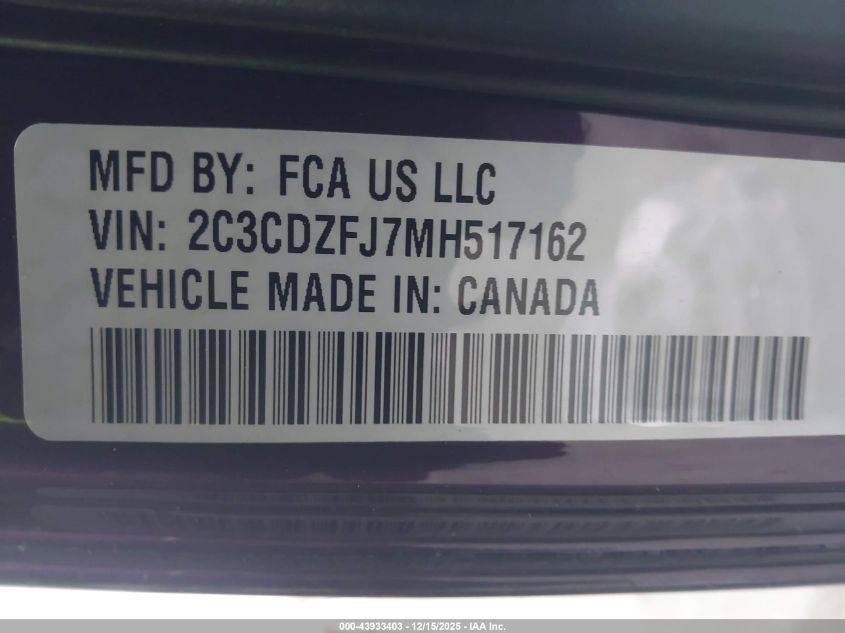 MFD BY: FCA US LLC
VIN: 2C3CDZFJ7MH517162
VEHICLE MADE IN: CANADA
000-43933403 - 12/15/2025 - IAA Inc.